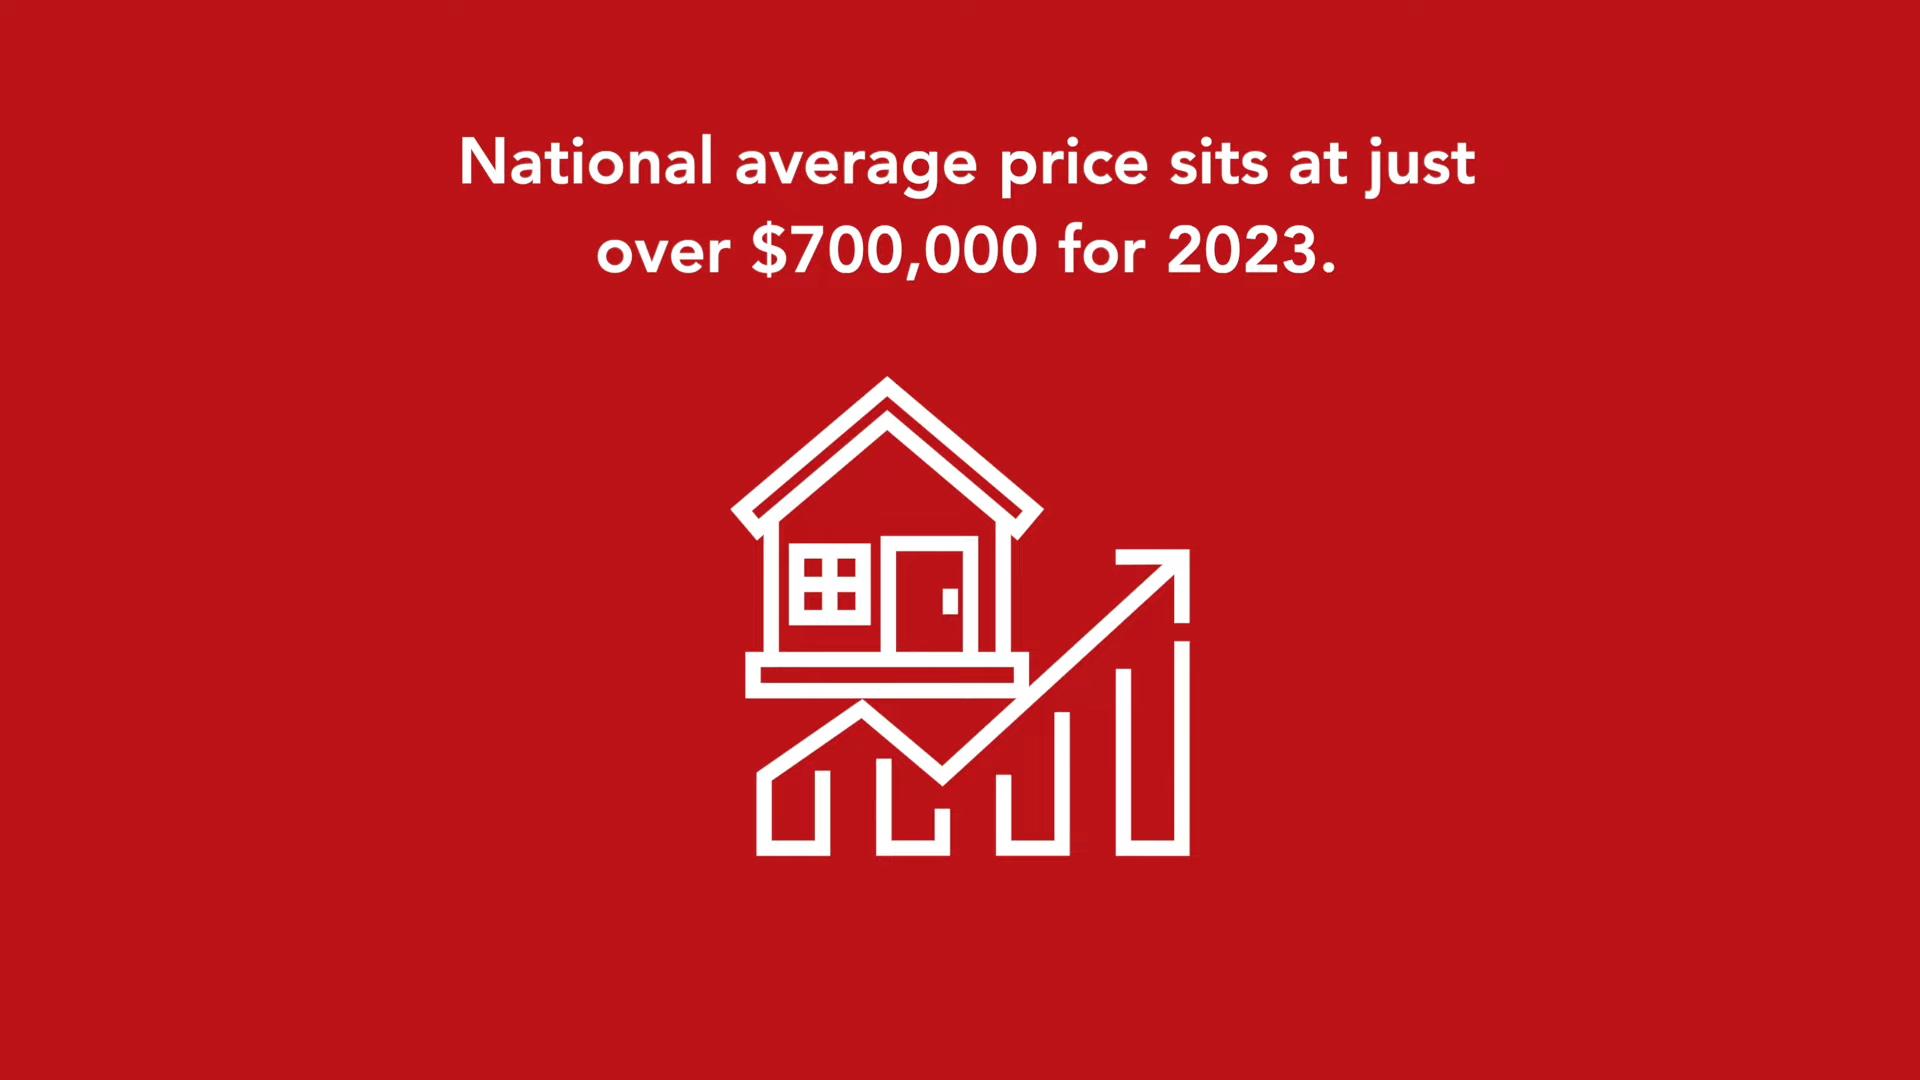 National average price sits at just
over $700,000 for 2023.